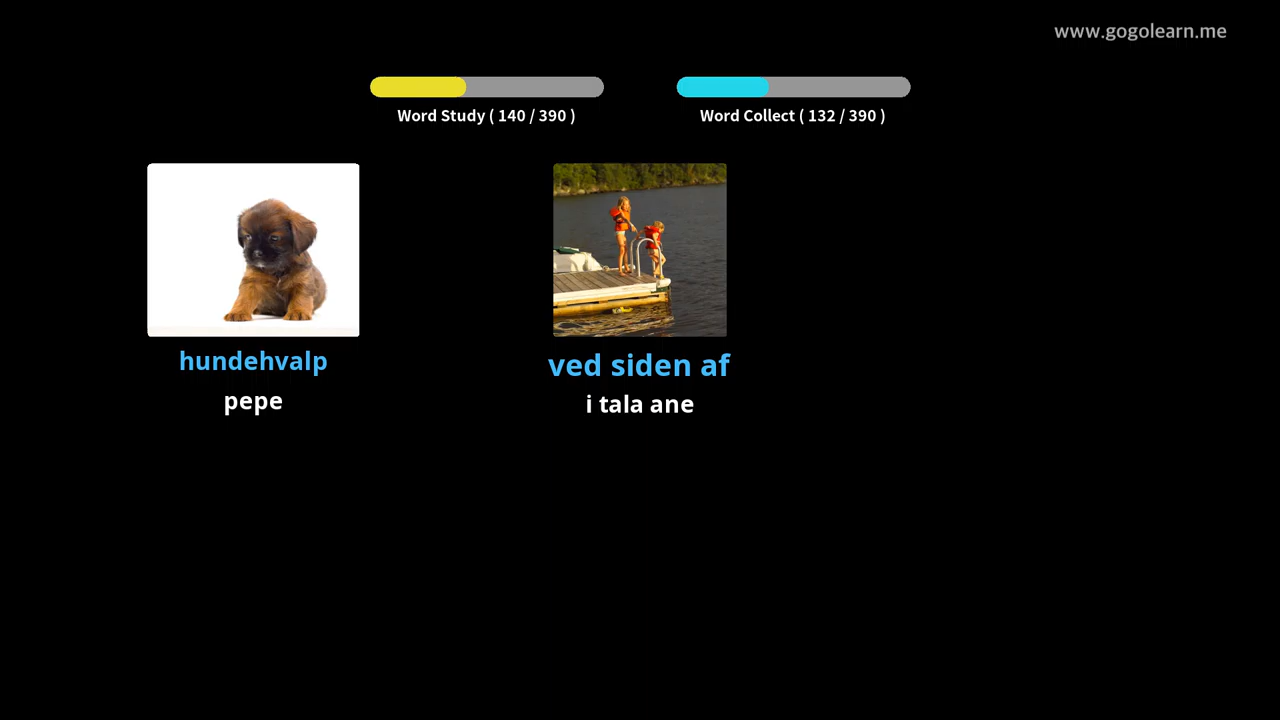 www.gogolearn.me
Word Study ( 140 / 390 )
Word Collect ( 132 / 390 )
hundehvalp
pepe
ved siden af
i tala ane